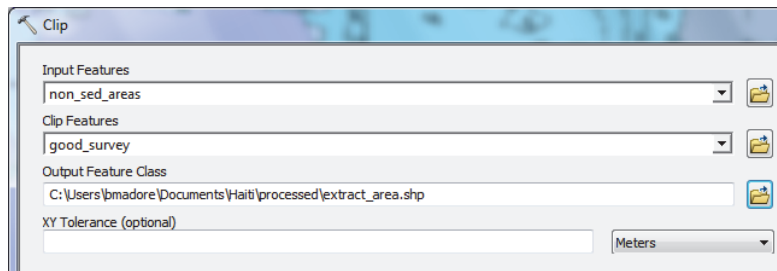 Clip
Input Features
non_sed_areas
Clip Features
good_survey
Output Feature Class
C:\Users\bmadore\Documents\Haiti\processed\extract_area.shp
XY Tolerance (optional)
Meters